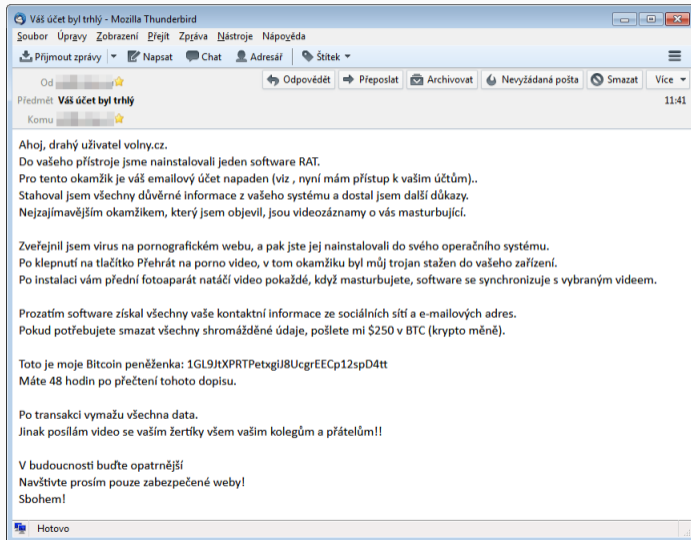 Váš účet byl trhlý - Mozilla Thunderbird
Soubor Úpravy Zobrazení Přejít Zpráva Nástroje Nápověda
Přijmout zprávy Napsat Chat Adresář Štítek
Od Odpovědět Přeposlat Archivovat Nevyžádaná pošta Smazat Více
Předmět Váš účet byl trhlý 11:41
Komu
Ahoj, drahý uživatel volny.cz.
Do vašeho přístroje jsme nainstalovali jeden software RAT.
Pro tento okamžik je váš emailový účet napaden (viz , nyní mám přístup k vašim účtům)..
Stahoval jsem všechny důvěrné informace z vašeho systému a dostal jsem další důkazy.
Nejzajímavějším okamžikem, který jsem objevil, jsou videozáznamy o vás masturbující.
Zveřejnil jsem virus na pornografickém webu, a pak jste jej nainstalovali do svého operačního systému.
Po klepnutí na tlačítko Přehrát na porno video, v tom okamžiku byl můj trojan stažen do vašeho zařízení.
Po instalaci vám přední fotoaparát natáčí video pokaždé, když masturbujete, software se synchronizuje s vybraným videem.
Prozatím software získal všechny vaše kontaktní informace ze sociálních sítí a e-mailových adres.
Pokud potřebujete smazat všechny shromážděné údaje, pošlete mi $250 v BTC (krypto měně).
Toto je moje Bitcoin peněženka: 1GL9JtXPRTPetxgiJ8UcgrEECp12spD4tt
Máte 48 hodin po přečtení tohoto dopisu.
Po transakci vymažu všechna data.
Jinak posílám video se vaším žertíky všem vašim kolegům a přátelům!!
V budoucnosti buďte opatrnější
Navštivte prosím pouze zabezpečené weby!
Sbohem!
Hotovo